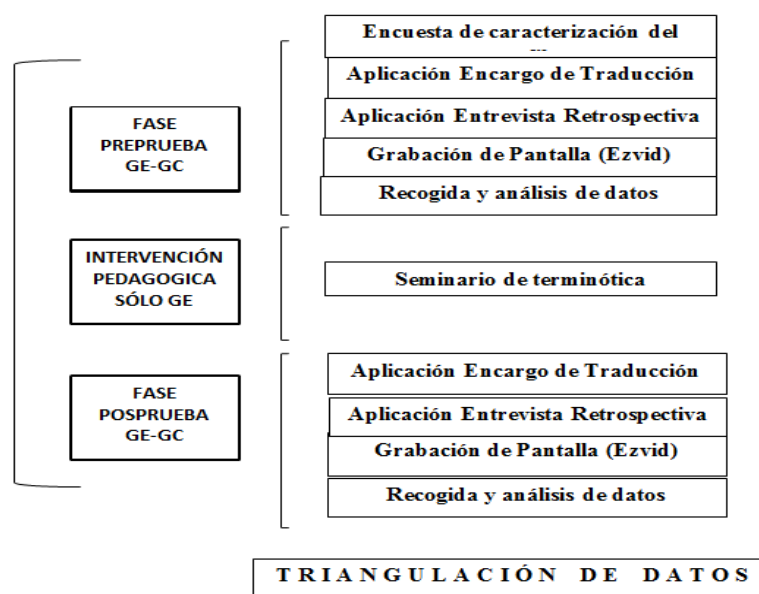 Encuesta de caracterización del
Aplicación Encargo de Traducción
FASE
PREPRUEBA
GE-GC
Aplicación Entrevista Retrospectiva
Grabación de Pantalla (Ezvid)
Recogida y análisis de datos
INTERVENCIÓN
PEDAGOGICA
SÓLO GE
Seminario de terminótica
FASE
POSPRUEBA
GE-GC
Aplicación Encargo de Traducción
Aplicación Entrevista Retrospectiva
Grabación de Pantalla (Ezvid)
Recogida y análisis de datos
TRIANGULACIÓN DE DATOS